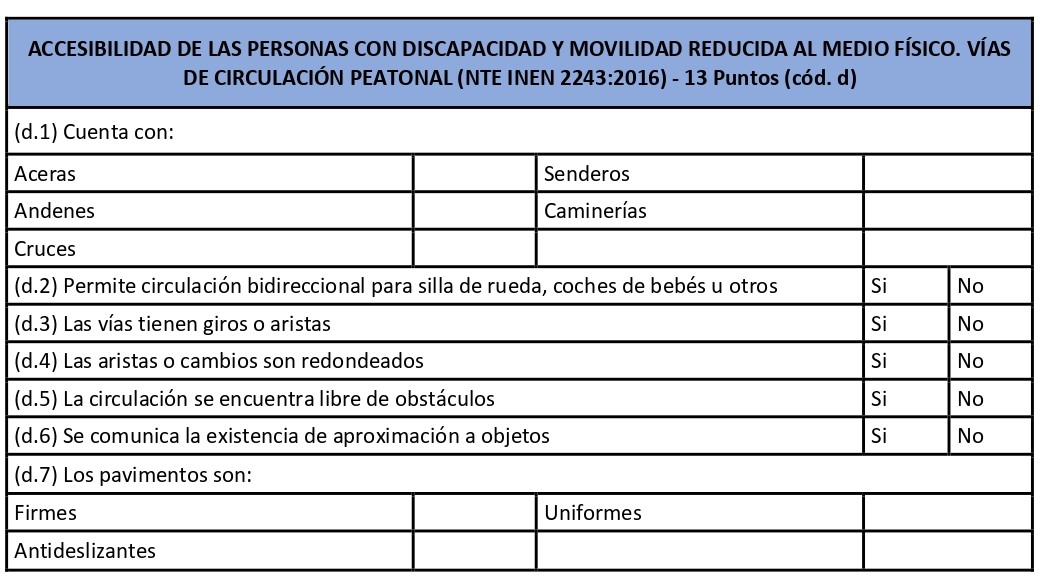 ACCESIBILIDAD DE LAS PERSONAS CON DISCAPACIDAD Y MOVILIDAD REDUCIDA AL MEDIO FÍSICO. VÍAS
DE CIRCULACIÓN PEATONAL (NTE INEN 2243:2016) - 13 Puntos (cód. d)
(d.1) Cuenta con:
Aceras Senderos
Andenes Caminerías
Cruces
(d.2) Permite circulación bidireccional para silla de rueda, coches de bebés u otros Si No
(d.3) Las vías tienen giros o aristas Si No
(d.4) Las aristas o cambios son redondeados Si No
(d.5) La circulación se encuentra libre de obstáculos Si No
(d.6) Se comunica la existencia de aproximación a objetos Si No
(d.7) Los pavimentos son:
Firmes Uniformes
Antideslizantes